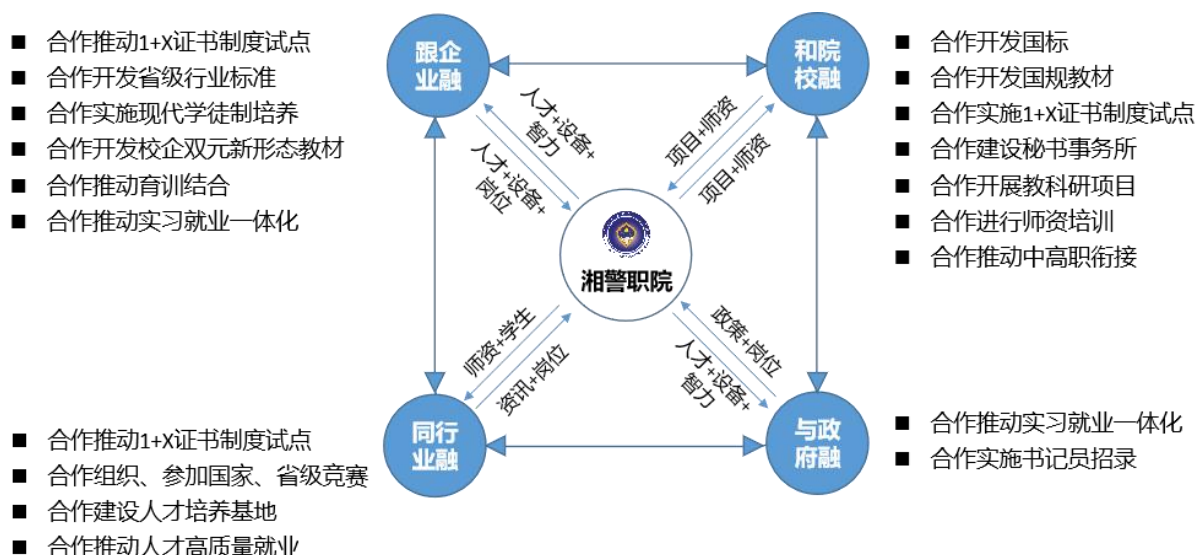 ■ 合作推动1+X证书制度试点
■ 合作开发省级行业标准
■ 合作实施现代学徒制培养
■ 合作开发校企双元新形态教材
■ 合作推动育训结合
■ 合作推动实习就业一体化
跟企
业融
和院
校融
■ 合作开发国标
■ 合作开发国规教材
■ 合作实施1+X证书制度试点
■ 合作建设秘书事务所
■ 合作开展教科研项目
■ 合作进行师资培训
■ 合作推动中高职衔接
人才+设备+
智力
人才+设备+
岗位
项目+师资
项目+师资
湘警职院
师资+学生
资讯+岗位
政策+岗位
人才+设备+
智力
■ 合作推动1+X证书制度试点
■ 合作组织、参加国家、省级竞赛
■ 合作建设人才培养基地
■ 合作推动人才高质量就业
同行
业融
与政
府融
■ 合作推动实习就业一体化
■ 合作实施书记员招录